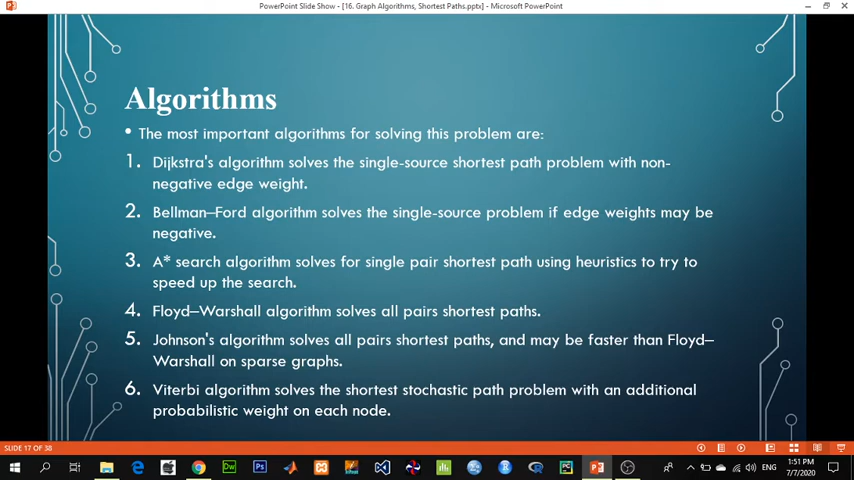 PowerPoint Slide Show - [16. Graph Algorithms, Shortest Paths.pptx] - Microsoft PowerPoint
Algorithms
• The most important algorithms for solving this problem are:
1. Dijkstra's algorithm solves the single-source shortest path problem with non-
negative edge weight.
2. Bellman–Ford algorithm solves the single-source problem if edge weights may be
negative.
3. A* search algorithm solves for single pair shortest path using heuristics to try to
speed up the search.
4. Floyd–Warshall algorithm solves all pairs shortest paths.
5. Johnson's algorithm solves all pairs shortest paths, and may be faster than Floyd–
Warshall on sparse graphs.
6. Viterbi algorithm solves the shortest stochastic path problem with an additional
probabilistic weight on each node.
SLIDE 17 OF 38
Dw
Ps
R
PC
ENG
1:51 PM
7/7/2020